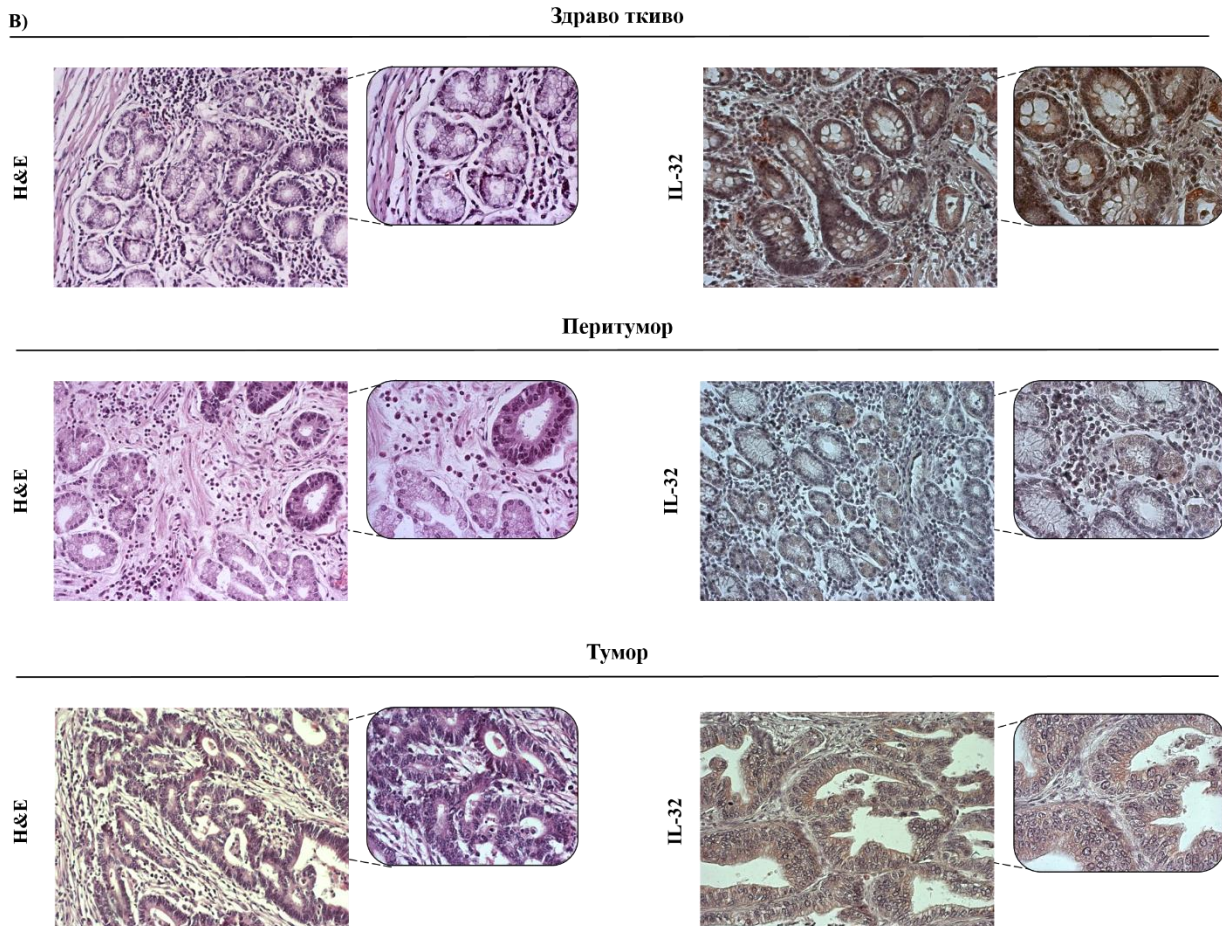 В)
Здраво ткиво
H&E
IL-32
Перитумор
H&E
IL-32
Тумор
H&E
IL-32